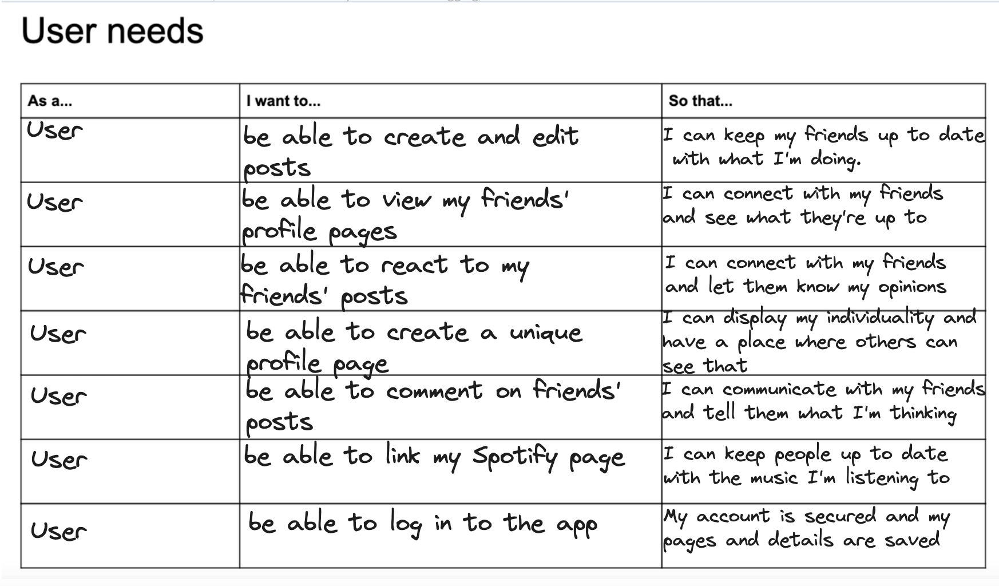 User needs
As a...
I want to...
So that...
User
be able to create and edit
posts
I can keep my friends up to date
with what I'm doing.
User
be able to view my friends'
profile pages
I can connect with my friends
and see what they're up to
User
be able to react to my
friends' posts
I can connect with my friends
and let them know my opinions
User
be able to create a unique
profile page
I can display my individuality and
have a place where others can
see that
User
be able to comment on friends'
posts
I can communicate with my friends
and tell them what I'm thinking
User
be able to link my Spotify page
I can keep people up to date
with the music I'm listening to
User
be able to log in to the app
My account is secured and my
pages and details are saved